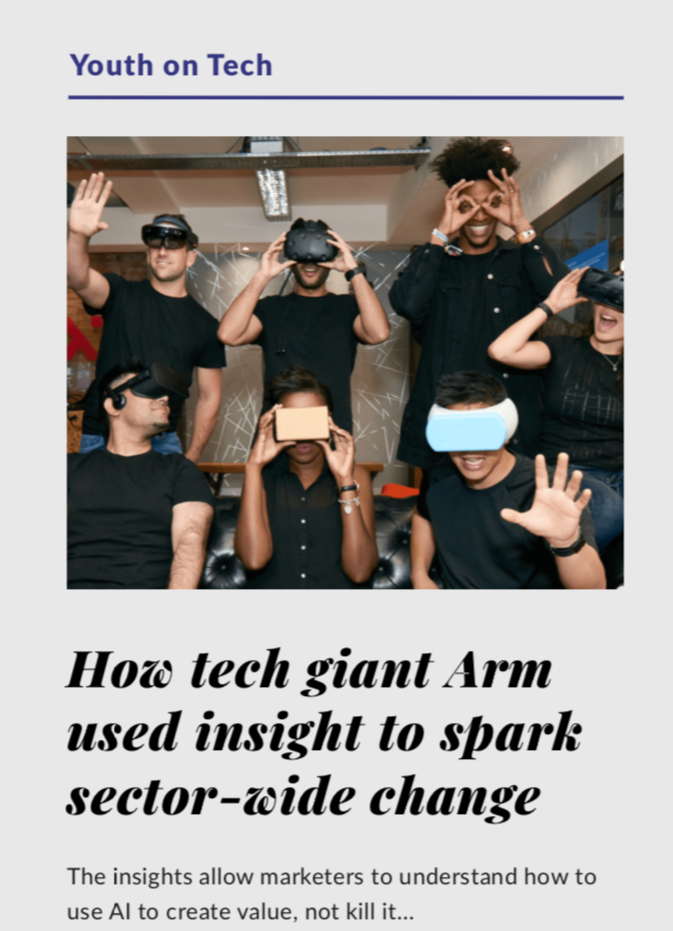 Youth on Tech
How tech giant Arm
used insight to spark
sector-wide change
The insights allow marketers to understand how to
use AI to create value, not kill it...